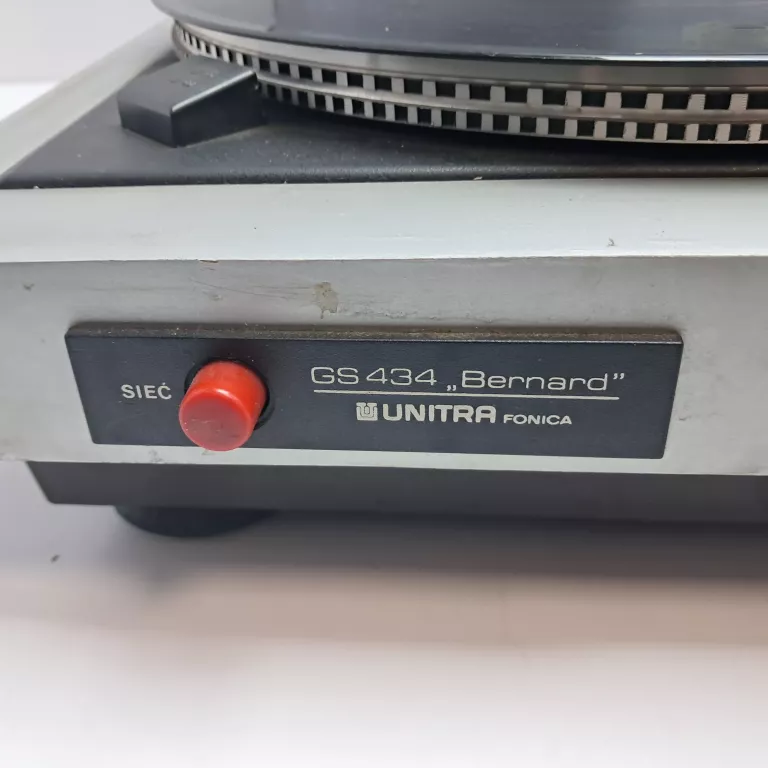 SIEĆ
GS 434 „Bernard”
UNITRA FONICA